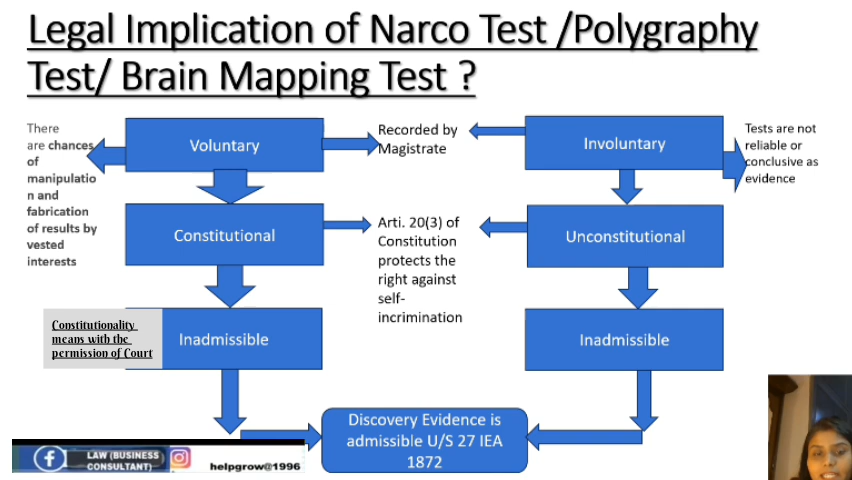 Legal Implication of Narco Test /Polygraphy
Test/ Brain Mapping Test ?
There
are chances
of
manipulatio
n and
fabrication
of results by
vested
interests
Voluntary
Recorded by
Magistrate
Involuntary
Tests are not
reliable or
conclusive as
evidence
Constitutional
Arti. 20(3) of
Constitution
protects the
right against
self-
incrimination
Unconstitutional
Constitutionality
means with the
permission of Court
Inadmissible
Inadmissible
Discovery Evidence is
admissible U/S 27 IEA
1872
LAW (BUSINESS
CONSULTANT)
helpgrow@1996